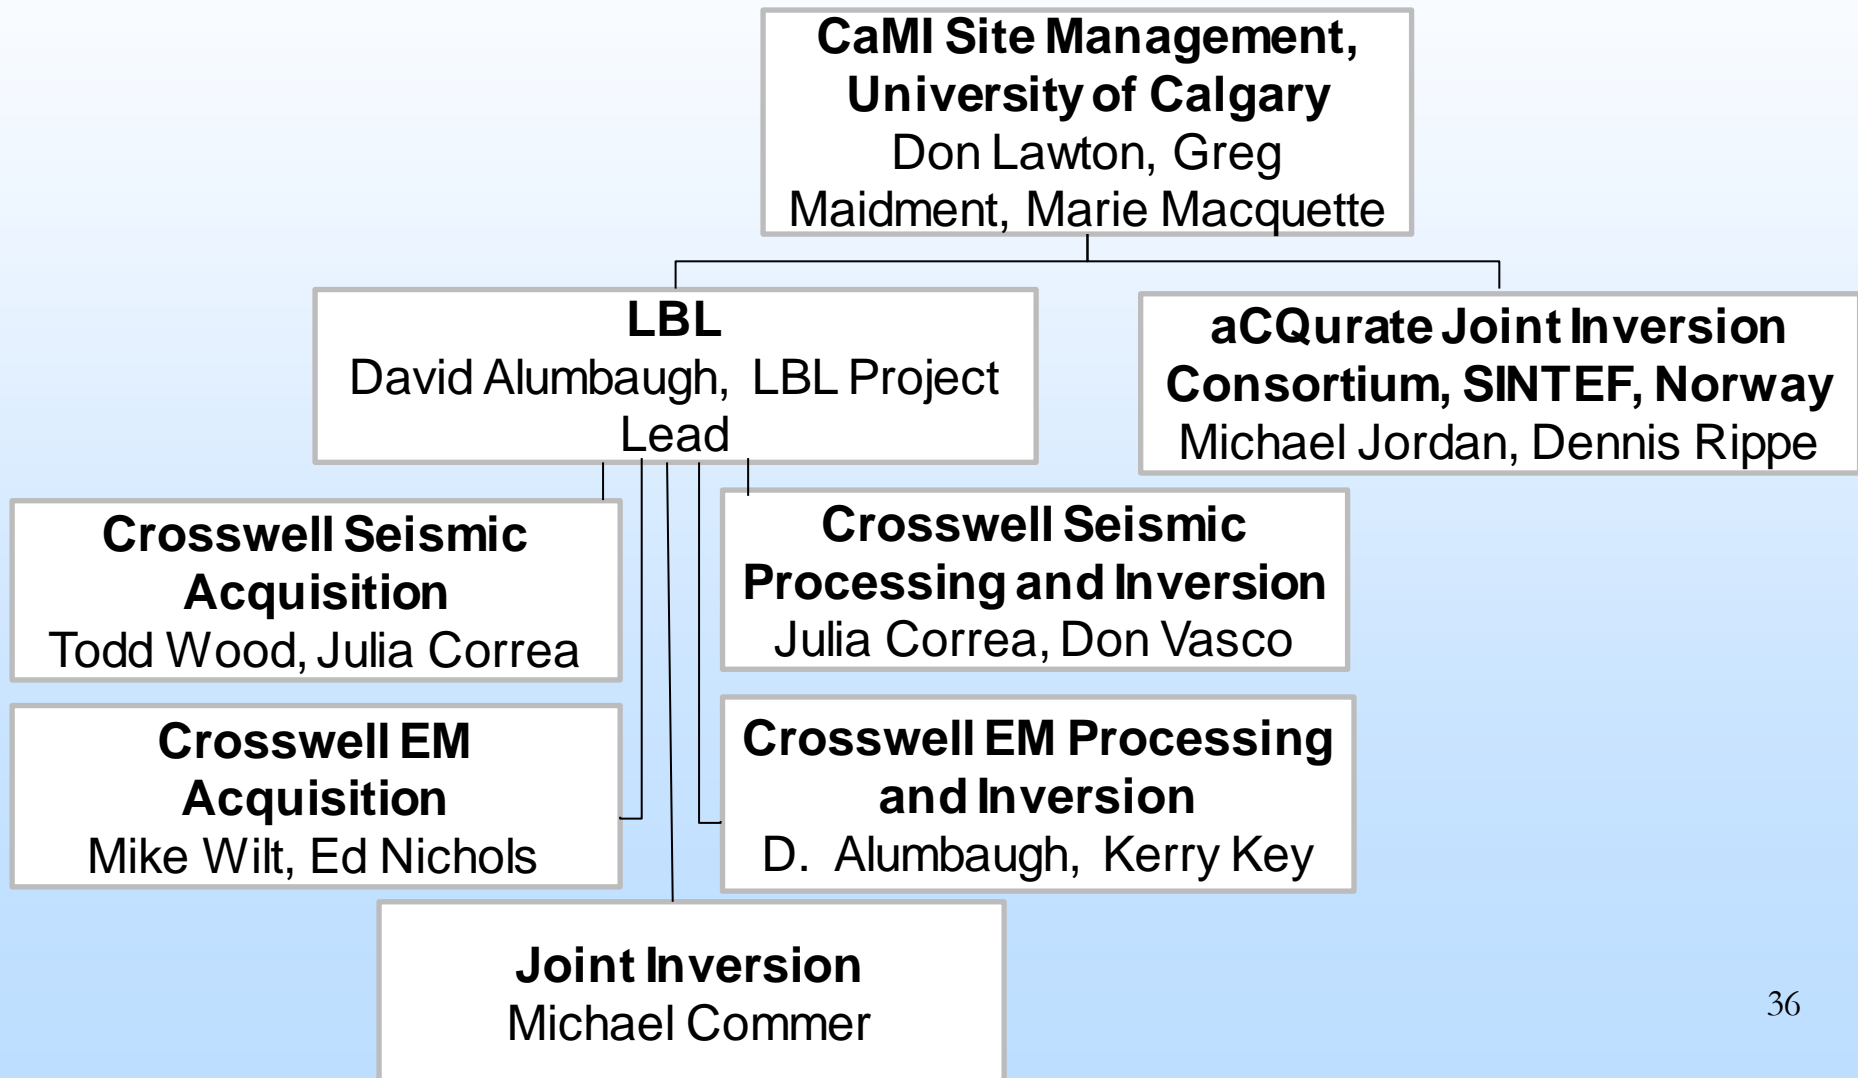 CaMI Site Management,
University of Calgary
Don Lawton, Greg
Maidment, Marie Macquette
LBL
David Alumbaugh, LBL Project
Lead
aCQurate Joint Inversion
Consortium, SINTEF, Norway
Michael Jordan, Dennis Rippe
Crosswell Seismic
Acquisition
Todd Wood, Julia Correa
Crosswell Seismic
Processing and Inversion
Julia Correa, Don Vasco
Crosswell EM
Acquisition
Mike Wilt, Ed Nichols
Crosswell EM Processing
and Inversion
D. Alumbaugh, Kerry Key
Joint Inversion
Michael Commer
36